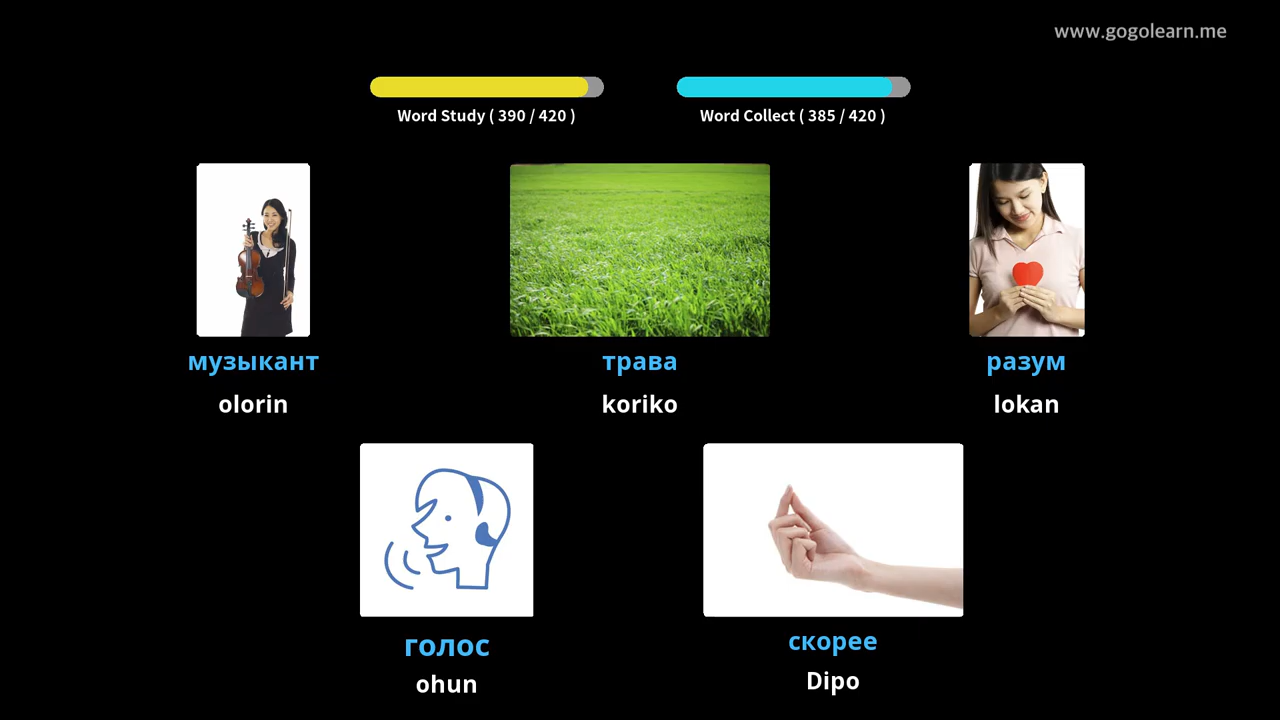 www.gogolearn.me
Word Study ( 390 / 420 )
Word Collect ( 385 / 420 )
музыкант
olorin
трава
koriko
разум
lokan
голос
ohun
скорее
Dipo